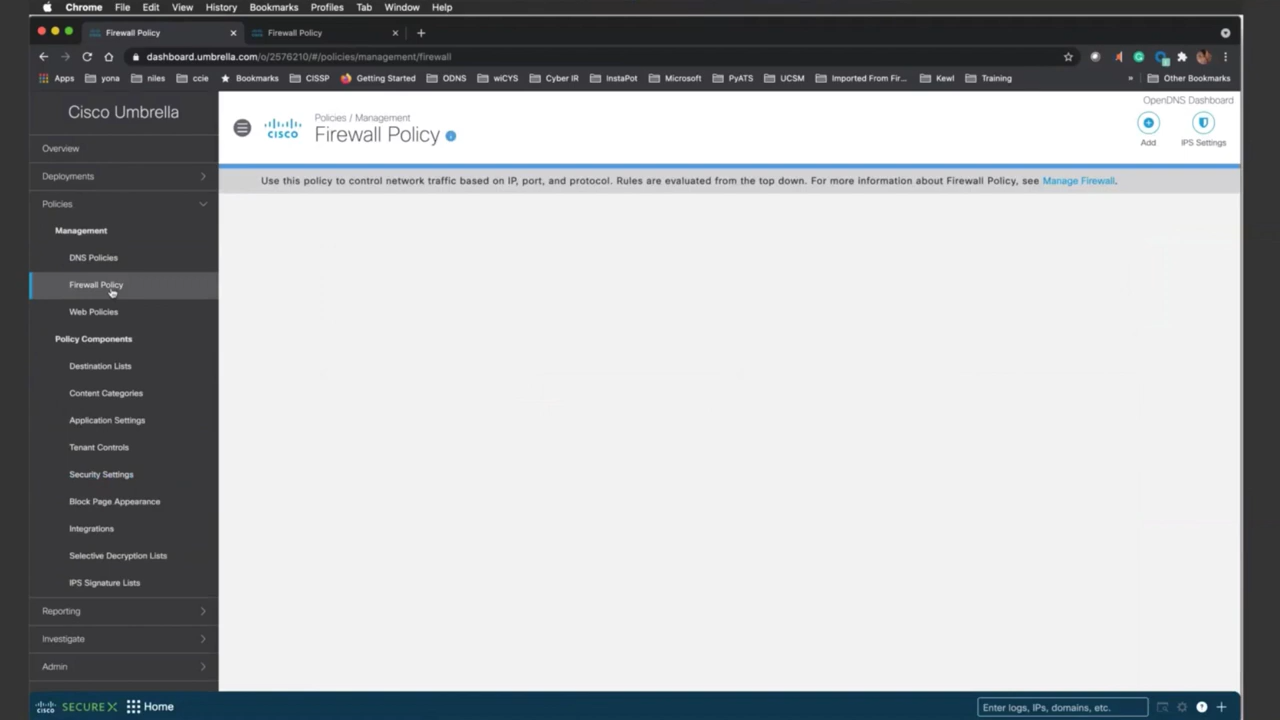 Chrome File Edit View History Bookmarks Profiles Tab Window Help
Firewall Policy
Firewall Policy
dashboard.umbrella.com/o/2576210/#/policies/management/firewall
Apps yona niles ccie Bookmarks CISSP Getting Started ODNS wiCYS Cyber IR InstaPot Microsoft PyATS UCSM Imported From Fir... Kewl Training » Other Bookmarks
Cisco Umbrella
Overview
Deployments
Policies
Management
DNS Policies
Firewall Policy
Web Policies
Policy Components
Destination Lists
Content Categories
Application Settings
Tenant Controls
Security Settings
Block Page Appearance
Integrations
Selective Decryption Lists
IPS Signature Lists
Reporting
Investigate
Admin
CISCO
Policies / Management
Firewall Policy
OpenDNS Dashboard
Add
IPS Settings
Use this policy to control network traffic based on IP, port, and protocol. Rules are evaluated from the top down. For more information about Firewall Policy, see Manage Firewall.
CISCO SECUREX Home
Enter logs, IPs, domains, etc.